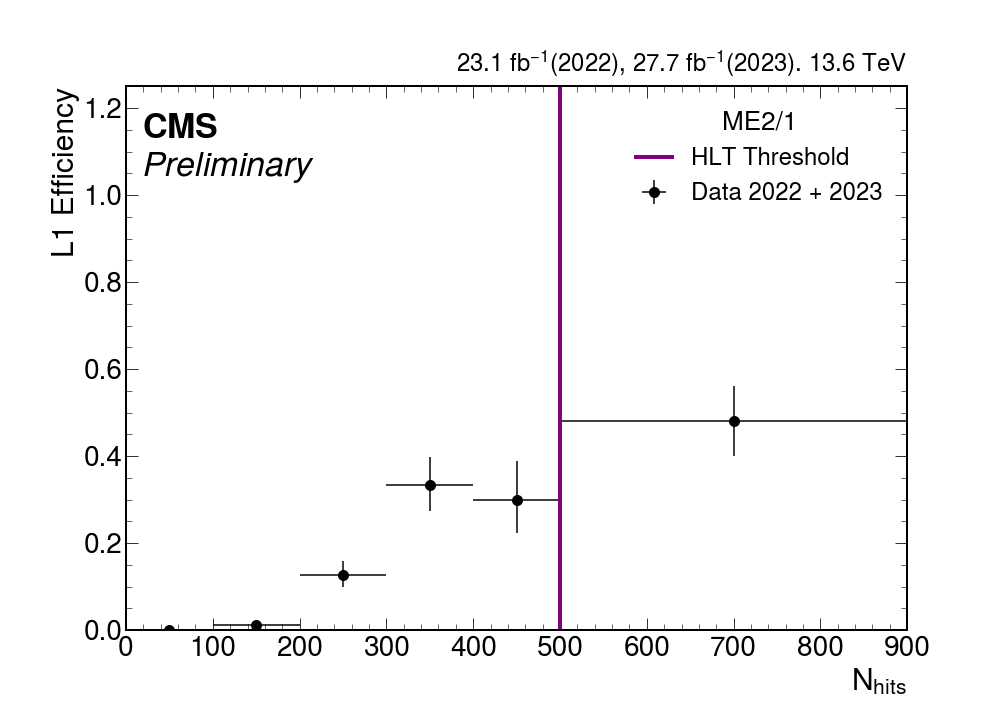 23.1 fb⁻¹(2022), 27.7 fb⁻¹(2023). 13.6 TeV
L1 Efficiency
1.2
1.0
0.8
0.6
0.4
0.2
0.0
CMS
Preliminary
ME2/1
HLT Threshold
Data 2022 + 2023
0 100 200 300 400 500 600 700 800 900
N_hits